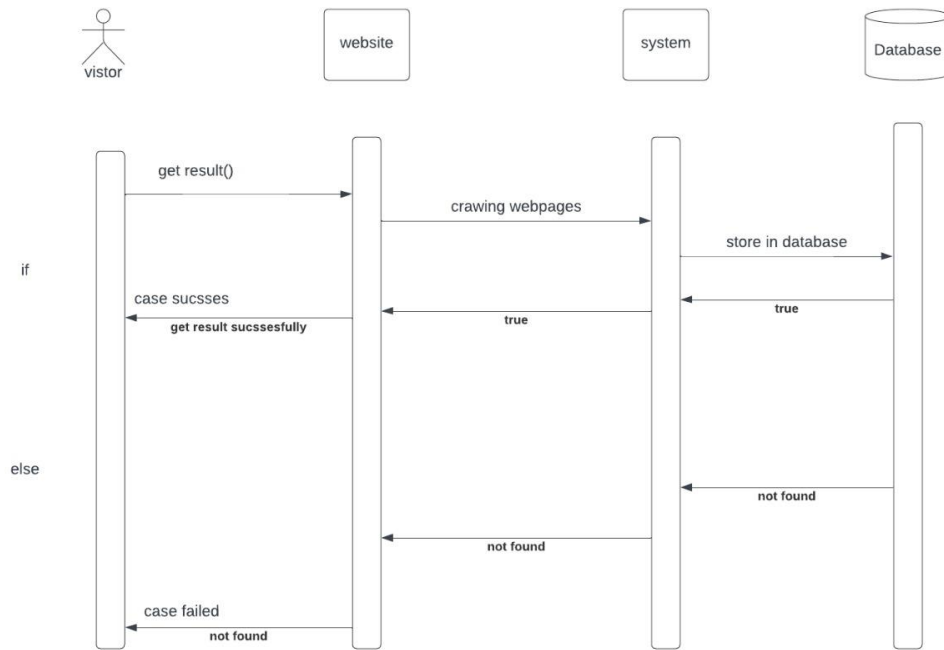 vistor
website
system
Database
get result()
crawing webpages
store in database
if
case sucsses
get result sucssesfully
true
true
else
not found
not found
case failed
not found